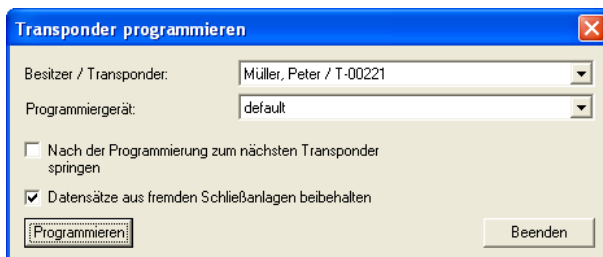 Transponder programmieren
Besitzer / Transponder: Müller, Peter / T-00221
Programmiergerät: default
Nach der Programmierung zum nächsten Transponder
springen
Datensätze aus fremden Schließanlagen beibehalten
Programmieren Beenden